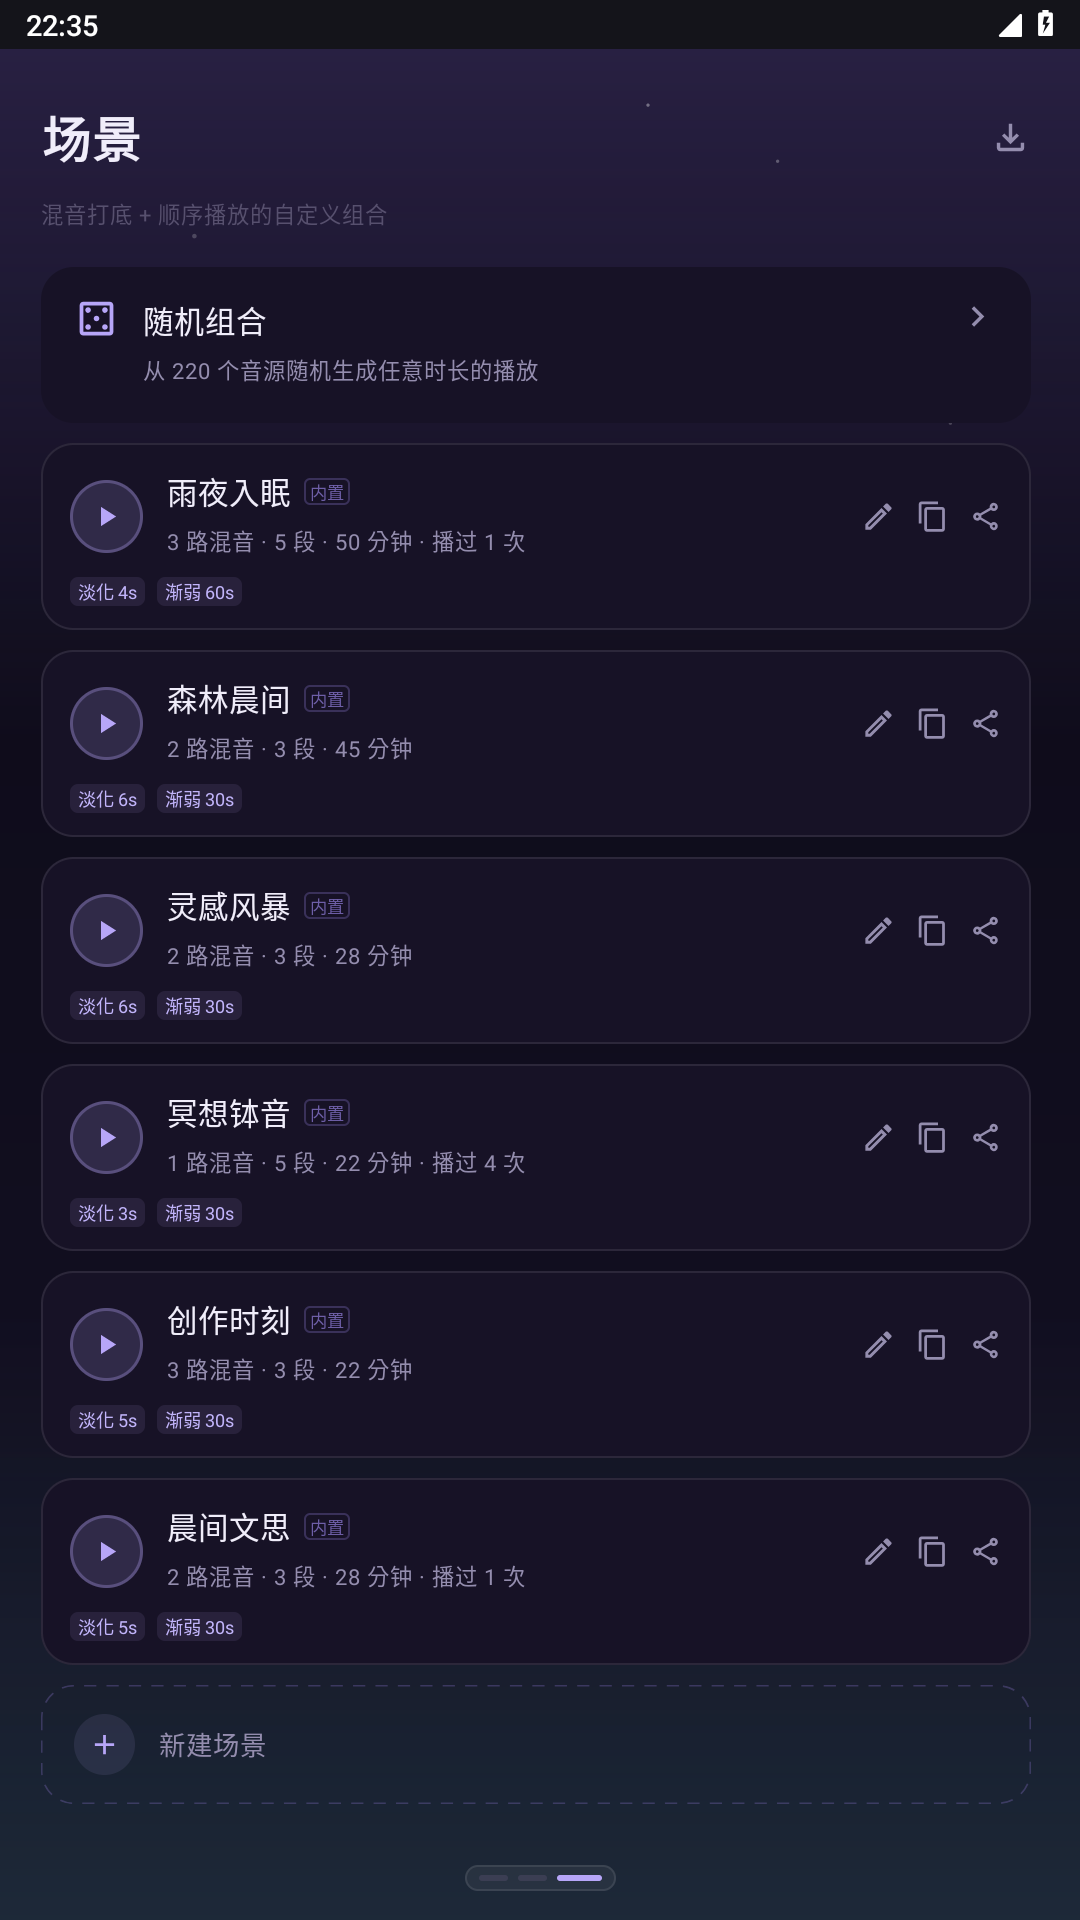 22:35
场景
混音打底 + 顺序播放的自定义组合
随机组合
从 220 个音源随机生成任意时长的播放
雨夜入眠 内置
3 路混音 · 5 段 · 50 分钟 · 播过 1 次
淡化 4s 渐弱 60s
森林晨间 内置
2 路混音 · 3 段 · 45 分钟
淡化 6s 渐弱 30s
灵感风暴 内置
2 路混音 · 3 段 · 28 分钟
淡化 6s 渐弱 30s
冥想钵音 内置
1 路混音 · 5 段 · 22 分钟 · 播过 4 次
淡化 3s 渐弱 30s
创作时刻 内置
3 路混音 · 3 段 · 22 分钟
淡化 5s 渐弱 30s
晨间文思 内置
2 路混音 · 3 段 · 28 分钟 · 播过 1 次
淡化 5s 渐弱 30s
新建场景